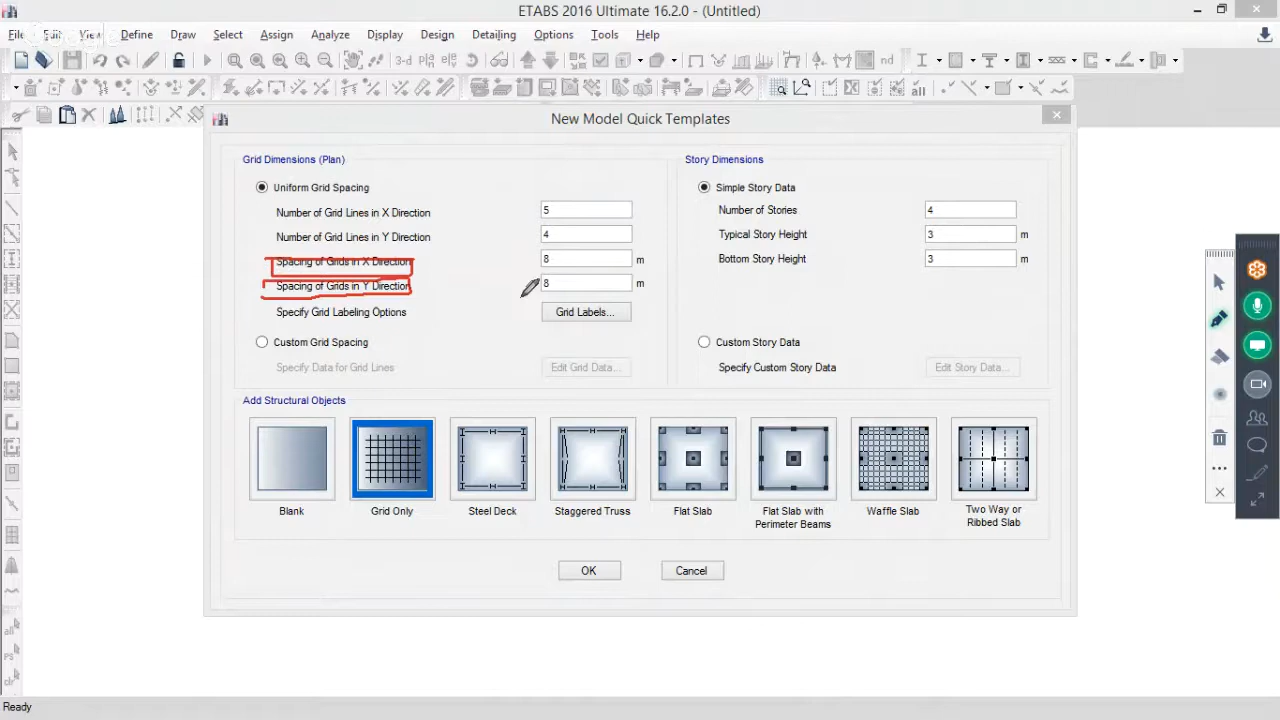 ETABS 2016 Ultimate 16.2.0 - (Untitled)
File Edit View Define Draw Select Assign Analyze Display Design Detailing Options Tools Help
3-d nd
all
New Model Quick Templates
Grid Dimensions (Plan)
Uniform Grid Spacing
Number of Grid Lines in X Direction 5
Number of Grid Lines in Y Direction 4
Spacing of Grids in X Direction 8 m
Spacing of Grids in Y Direction 8 m
Specify Grid Labeling Options Grid Labels...
Custom Grid Spacing
Specify Data for Grid Lines Edit Grid Data...
Story Dimensions
Simple Story Data
Number of Stories 4
Typical Story Height 3 m
Bottom Story Height 3 m
Custom Story Data
Specify Custom Story Data Edit Story Data...
Add Structural Objects
Blank
Grid Only
Steel Deck
Staggered Truss
Flat Slab
Flat Slab with
Perimeter Beams
Waffle Slab
Two Way or
Ribbed Slab
OK Cancel
all
Ready